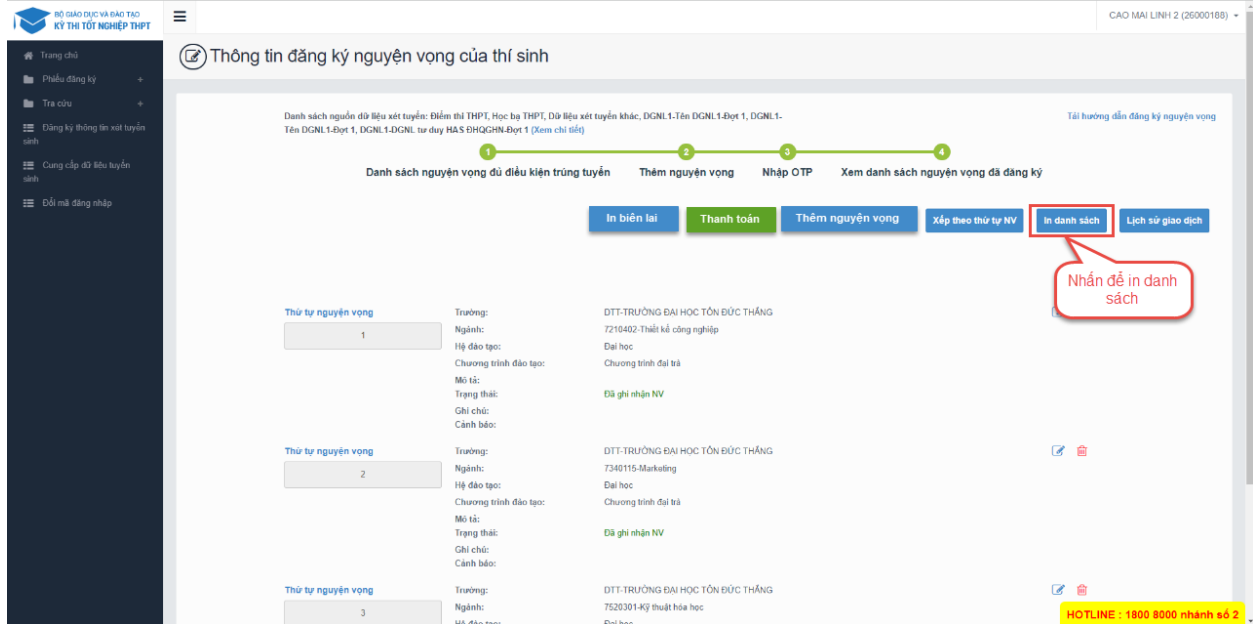 BỘ GIÁO DỤC VÀ ĐÀO TẠO
KỲ THI TỐT NGHIỆP THPT
CAO MAI LINH 2 (26000188)
Trang chủ
Phiếu đăng ký +
Tra cứu +
Đăng ký thông tin xét tuyển
sinh
Cung cấp dữ liệu tuyển
sinh
Đổi mã đăng nhập
Thông tin đăng ký nguyện vọng của thí sinh
Danh sách nguồn dữ liệu xét tuyển: Điểm thi THPT, Học bạ THPT, Dữ liệu xét tuyển khác, DGNL1-Tên DGNL1-Đợt 1, DGNL1-
Tên DGNL1-Đợt 1, DGNL1-DGNL tư duy HAS ĐHQGHN-Đợt 1 (Xem chi tiết)
Tải hướng dẫn đăng ký nguyện vọng
1 2 3 4
Danh sách nguyện vọng đủ điều kiện trúng tuyển Thêm nguyện vọng Nhập OTP Xem danh sách nguyện vọng đã đăng ký
In biên lai Thanh toán Thêm nguyện vọng Xếp theo thứ tự NV In danh sách Lịch sử giao dịch
Nhấn để in danh
sách
Thứ tự nguyện vọng
1
Trường: DTT-TRƯỜNG ĐẠI HỌC TÔN ĐỨC THẮNG
Ngành: 7210402-Thiết kế công nghiệp
Hệ đào tạo: Đại học
Chương trình đào tạo: Chương trình đại trà
Mô tả:
Trạng thái: Đã ghi nhận NV
Ghi chú:
Cảnh báo:
Thứ tự nguyện vọng
2
Trường: DTT-TRƯỜNG ĐẠI HỌC TÔN ĐỨC THẮNG
Ngành: 7340115-Marketing
Hệ đào tạo: Đại học
Chương trình đào tạo: Chương trình đại trà
Mô tả:
Trạng thái: Đã ghi nhận NV
Ghi chú:
Cảnh báo:
Thứ tự nguyện vọng
3
Trường: DTT-TRƯỜNG ĐẠI HỌC TÔN ĐỨC THẮNG
Ngành: 7520301-Kỹ thuật hóa học
Hệ đào tạo: Đại học
HOTLINE : 1800 8000 nhánh số 2